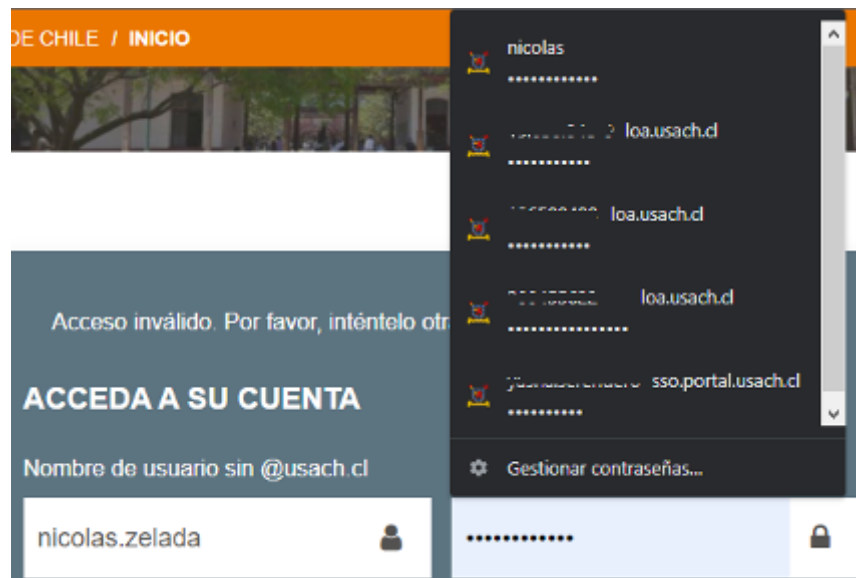 DE CHILE / INICIO
nicolas
••••••••••••
loa.usach.cl
•••••••••••
loa.usach.cl
•••••••••••
loa.usach.cl
••••••••••••••••
sso.portal.usach.cl
••••••••••
Gestionar contraseñas...
Acceso inválido. Por favor, inténtelo otr
ACCEDA A SU CUENTA
Nombre de usuario sin @usach.cl
nicolas.zelada
••••••••••••